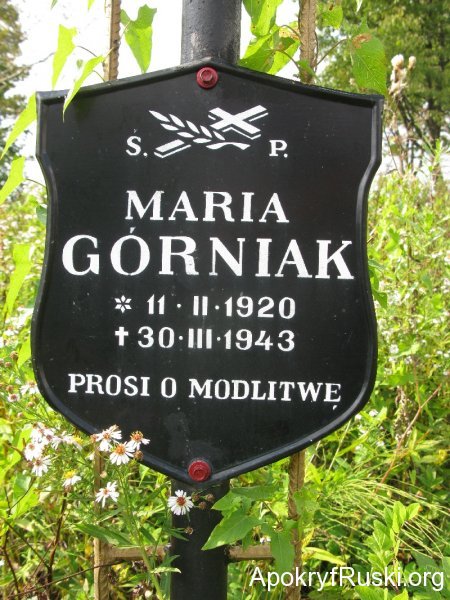 Ś. P.
MARIA
GÓRNIAK
* 11·II·1920
✝ 30·III·1943
PROSI O MODLITWĘ
ApokryfRuski.org